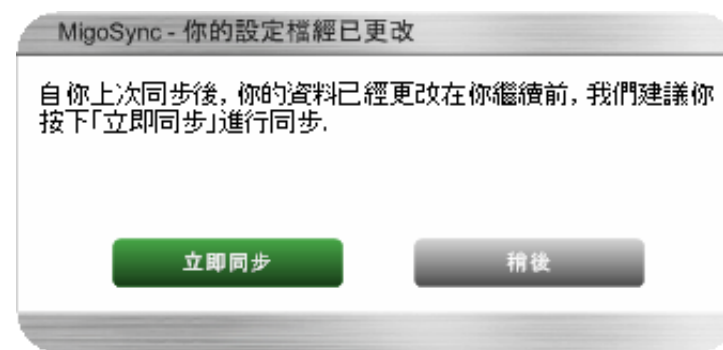 MigoSync - 你的設定檔經已更改
自你上次同步後, 你的資料已經更改在你繼續前, 我們建議你
按下「立即同步」進行同步.
立即同步
稍後